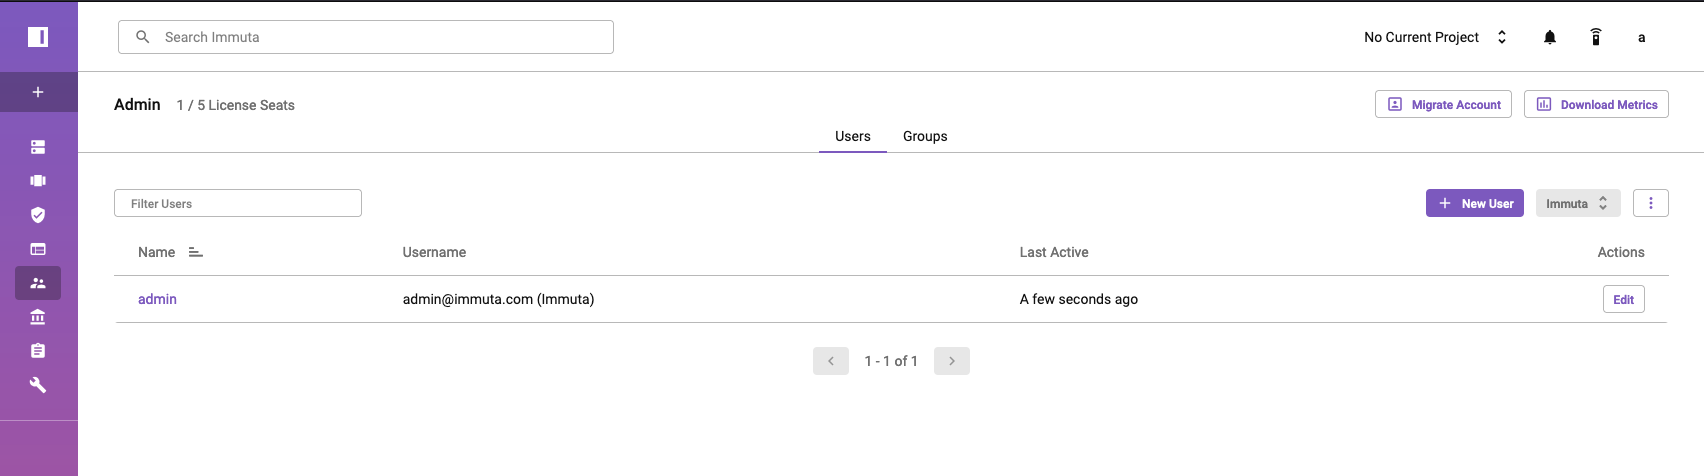 Search Immuta
No Current Project
a
Admin 1 / 5 License Seats
Migrate Account
Download Metrics
Users
Groups
Filter Users
New User
Immuta
Name
Username
Last Active
Actions
admin
admin@immuta.com (Immuta)
A few seconds ago
Edit
1 - 1 of 1